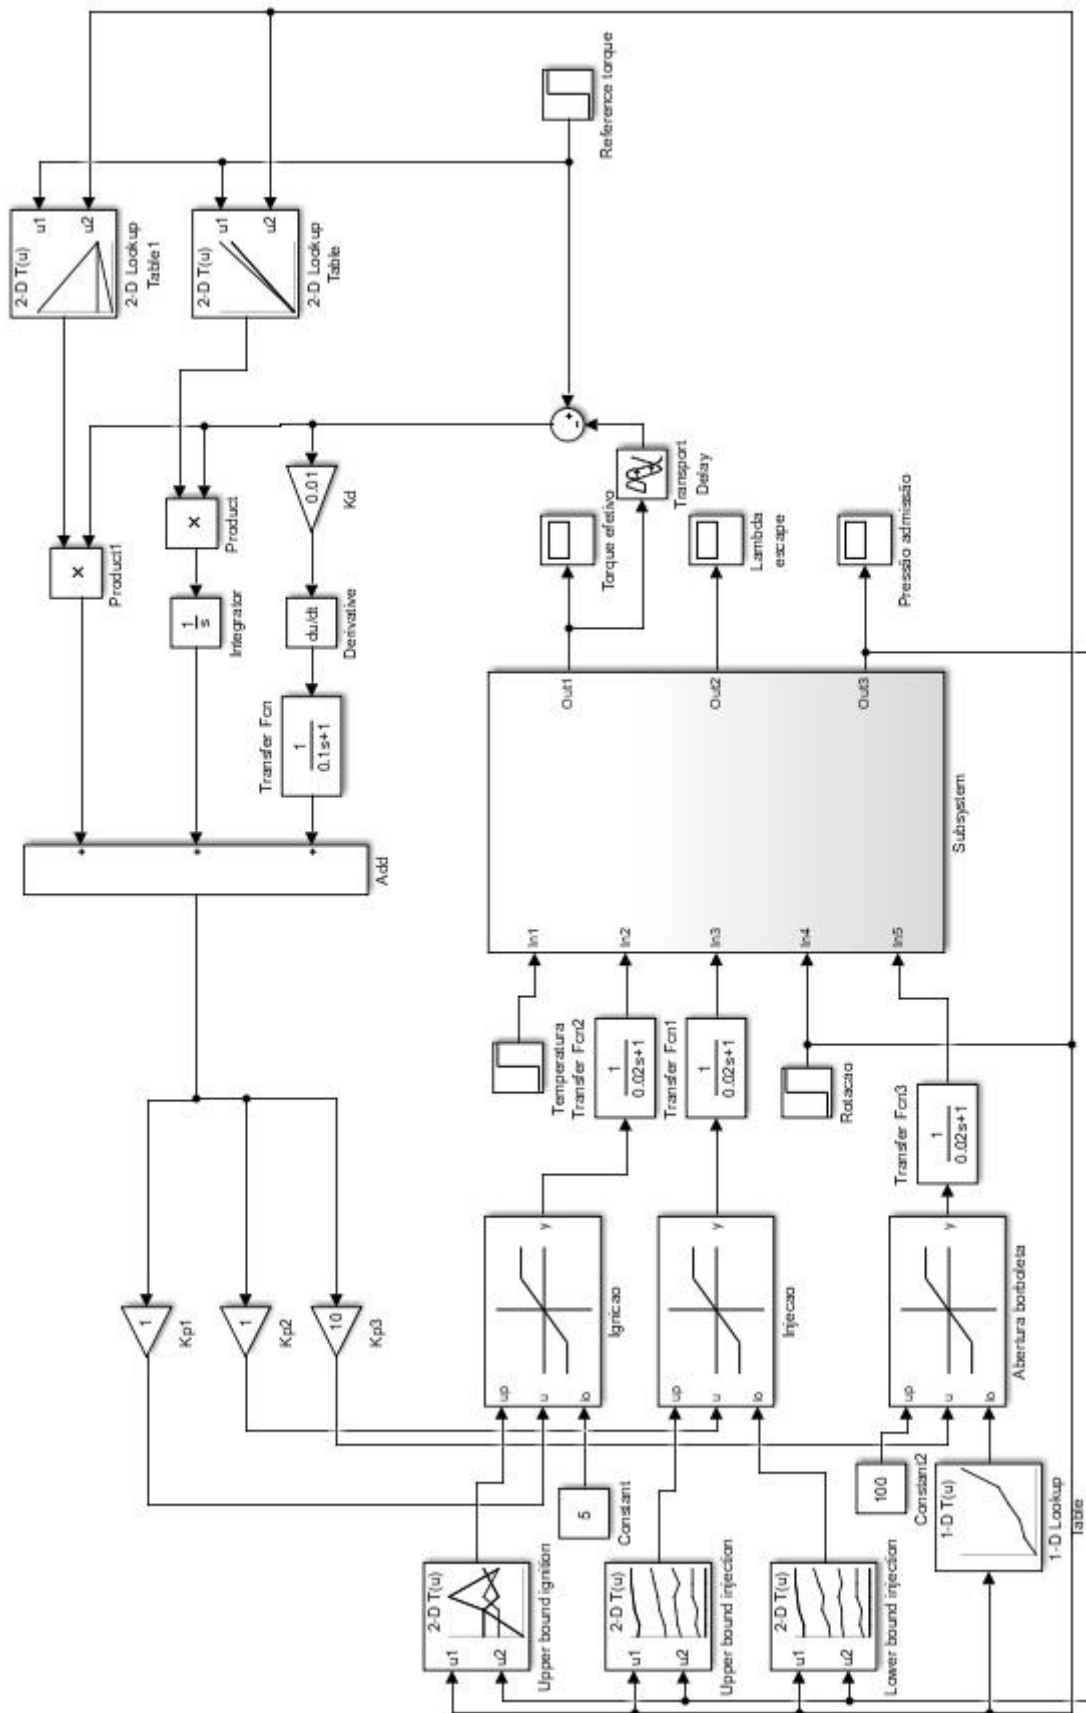 2-D T(u)
u1
u2
2-D Lookup
Table1
2-D T(u)
u1
u2
2-D Lookup
Table
Reference torque
×
Product1
×
Product
1
s
Integrator
0.01
Kd
du/dt
Derivative
Transfer Fcn
1
0.1s+1
+
+
+
Add
+
−
Transport
Delay
Torque efetivo
Lambda
escape
Pressão admissão
1
Kp1
1
Kp2
10
Kp3
In1
In2
In3
In4
In5
Out1
Out2
Out3
Subsystem
Temperatura
Transfer Fcn2
1
0.02s+1
Transfer Fcn1
1
0.02s+1
Rotacao
Transfer Fcn3
1
0.02s+1
up
u
lo
y
Ignicao
up
u
lo
y
Injecao
up
u
lo
y
Abertura borboleta
2-D T(u)
u1
u2
Upper bound ignition
5
Constant
2-D T(u)
u1
u2
Upper bound injection
2-D T(u)
u1
u2
Lower bound injection
100
Constant2
1-D T(u)
1-D Lookup
Table